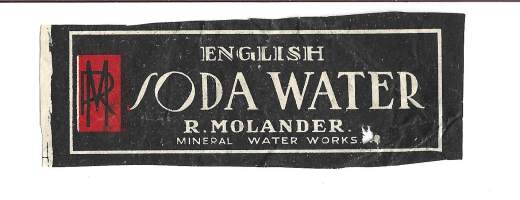 ENGLISH
SODA WATER
R. MOLANDER.
MINERAL WATER WORKS.